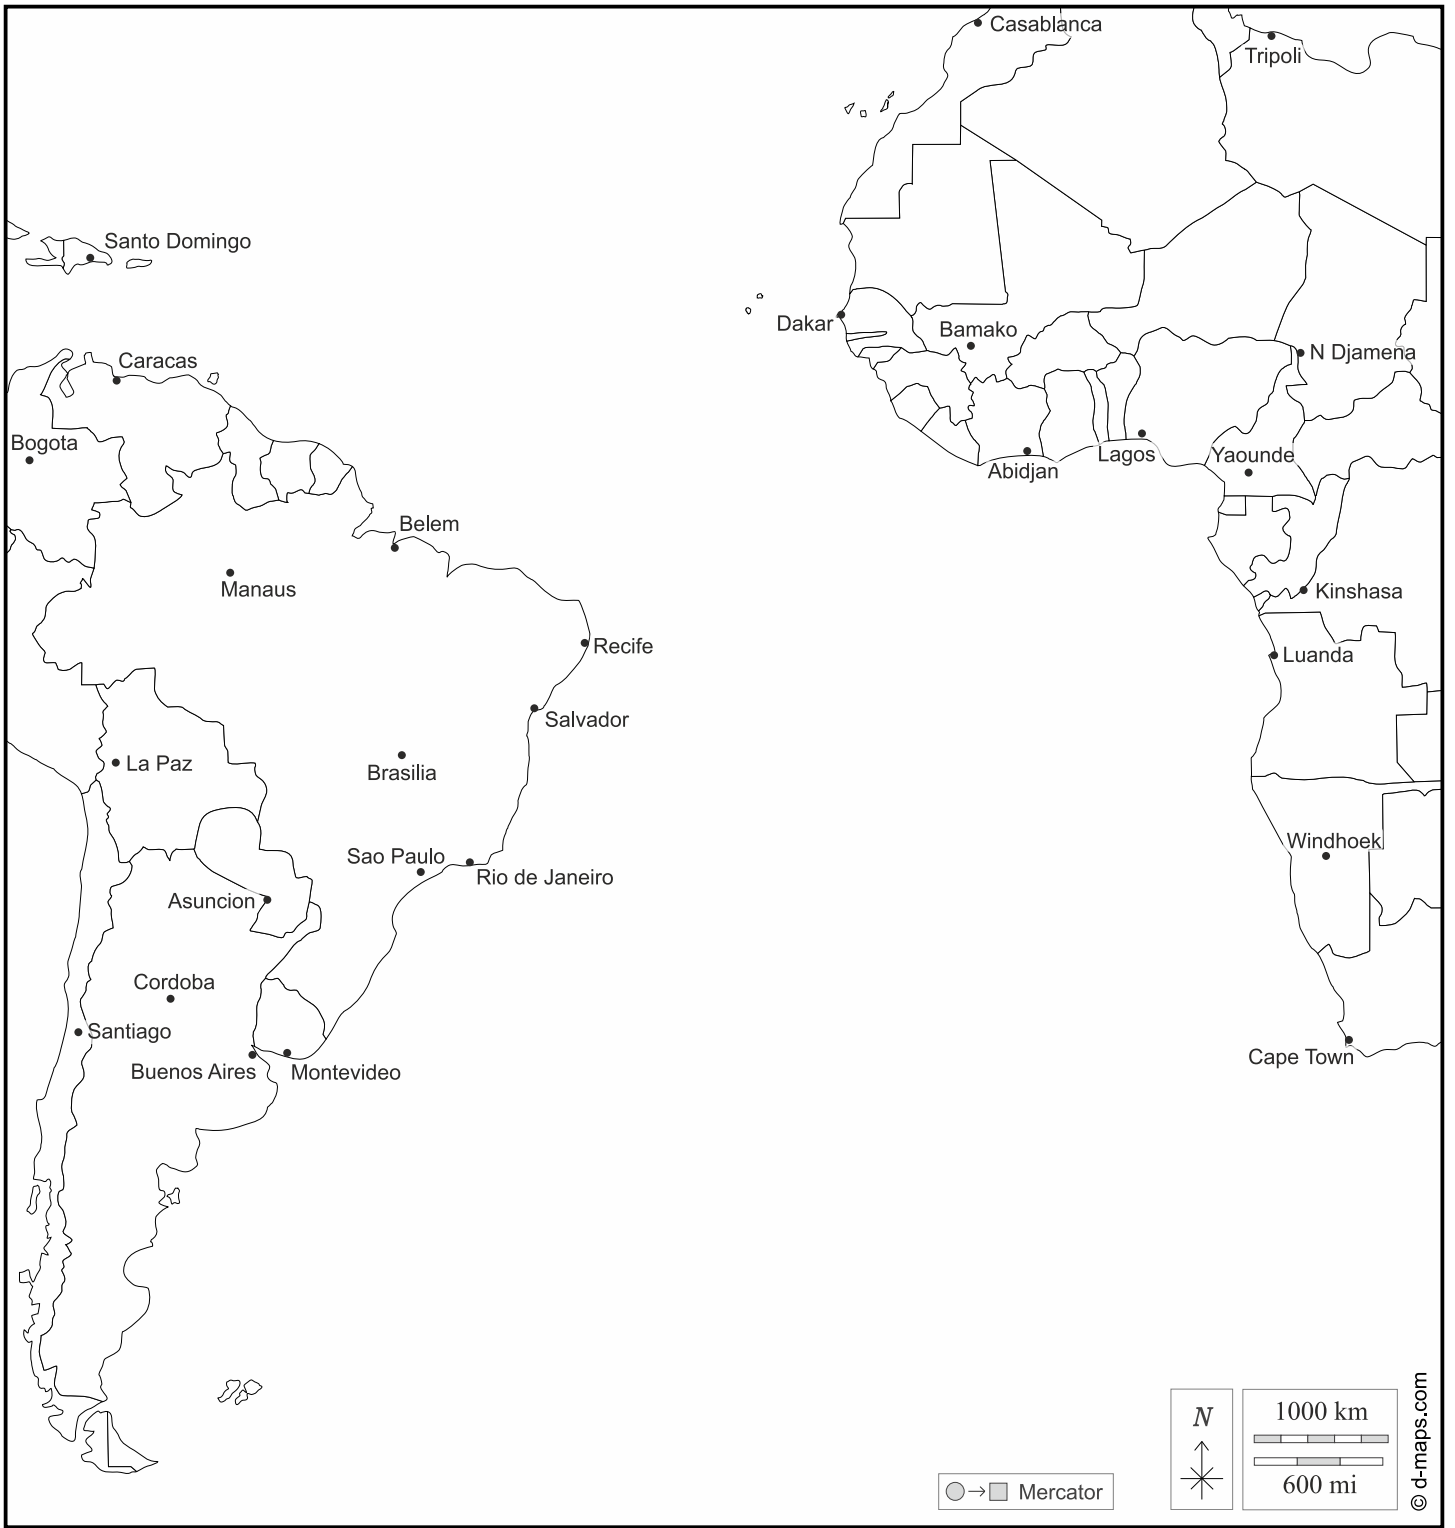 Casablanca
Tripoli
Santo Domingo
Dakar
Bamako
N Djamena
Caracas
Bogota
Lagos
Yaounde
Abidjan
Belem
Manaus
Kinshasa
Recife
Luanda
Salvador
La Paz
Brasilia
Windhoek
Sao Paulo
Rio de Janeiro
Asuncion
Cordoba
Santiago
Buenos Aires
Montevideo
Cape Town
N
1000 km
600 mi
Mercator
© d-maps.com